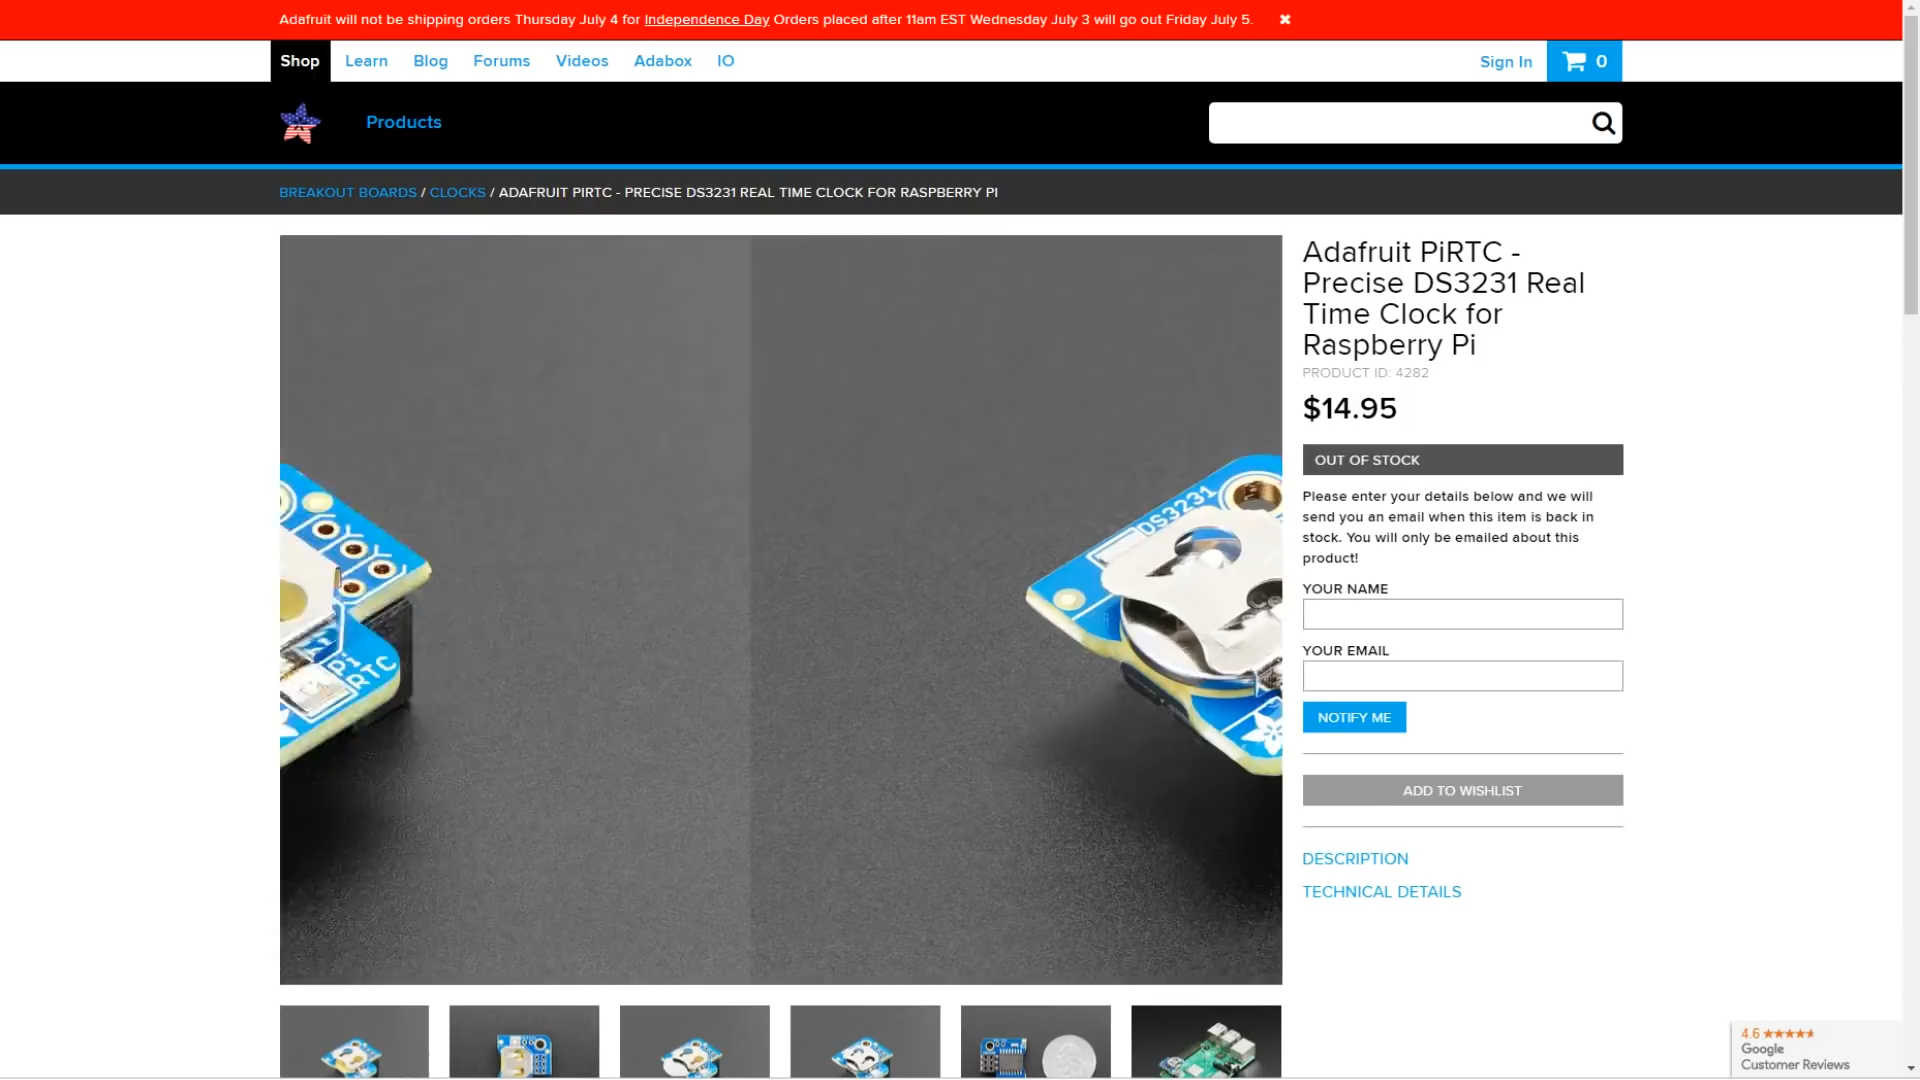 Adafruit will not be shipping orders Thursday July 4 for Independence Day Orders placed after 11am EST Wednesday July 3 will go out Friday July 5. ✖
Shop Learn Blog Forums Videos Adabox IO Sign In 0
Products
BREAKOUT BOARDS / CLOCKS / ADAFRUIT PIRTC - PRECISE DS3231 REAL TIME CLOCK FOR RASPBERRY PI
DS3231
Pi
RTC
Adafruit PiRTC -
Precise DS3231 Real
Time Clock for
Raspberry Pi
PRODUCT ID: 4282
$14.95
OUT OF STOCK
Please enter your details below and we will
send you an email when this item is back in
stock. You will only be emailed about this
product!
YOUR NAME
YOUR EMAIL
NOTIFY ME
ADD TO WISHLIST
DESCRIPTION
TECHNICAL DETAILS
4.6 ★★★★★
Google
Customer Reviews